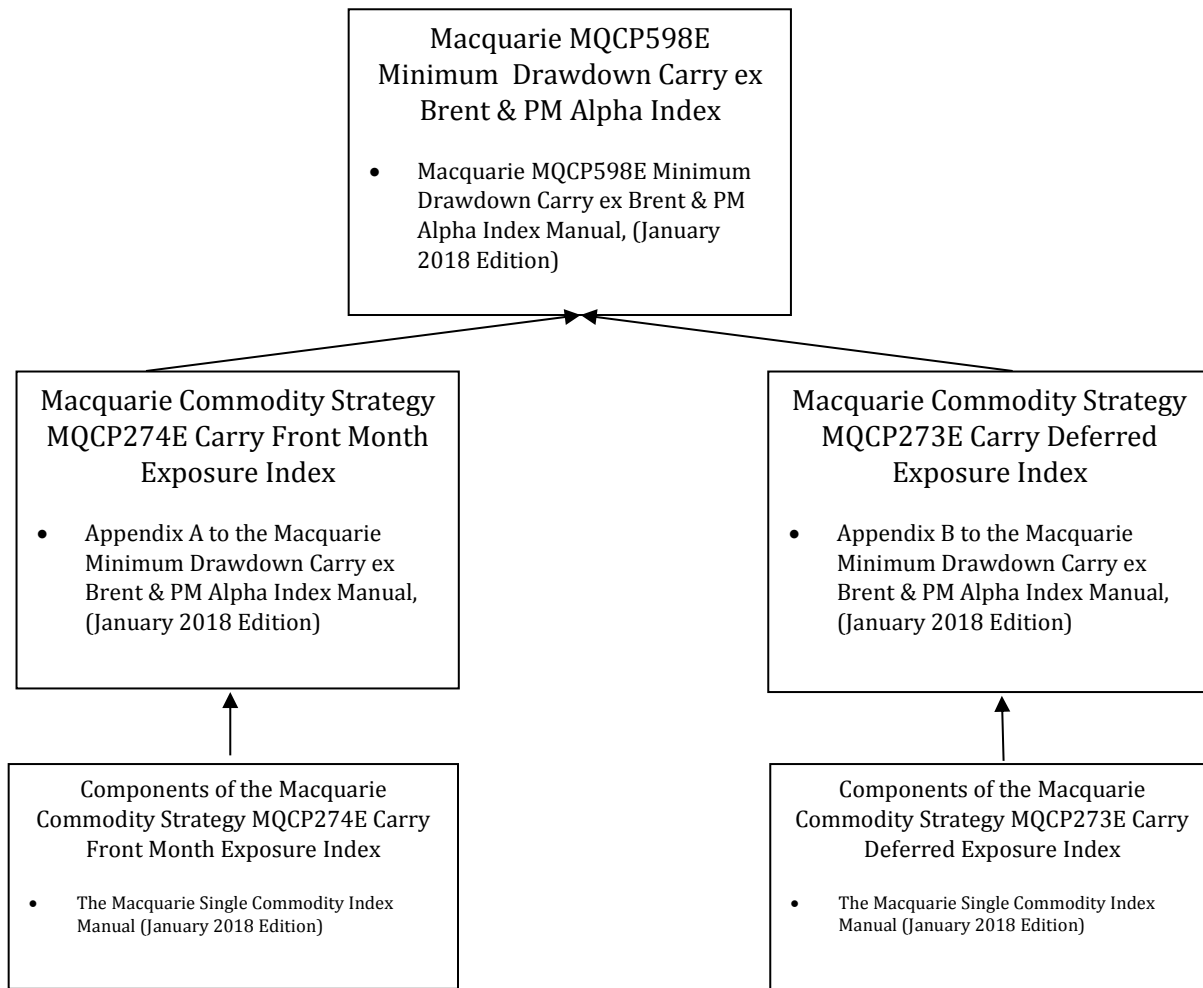 Macquarie MQCP598E
Minimum Drawdown Carry ex
Brent & PM Alpha Index
• Macquarie MQCP598E Minimum
Drawdown Carry ex Brent & PM
Alpha Index Manual, (January
2018 Edition)
Macquarie Commodity Strategy
MQCP274E Carry Front Month
Exposure Index
• Appendix A to the Macquarie
Minimum Drawdown Carry ex
Brent & PM Alpha Index Manual,
(January 2018 Edition)
Macquarie Commodity Strategy
MQCP273E Carry Deferred
Exposure Index
• Appendix B to the Macquarie
Minimum Drawdown Carry ex
Brent & PM Alpha Index Manual,
(January 2018 Edition)
Components of the Macquarie
Commodity Strategy MQCP274E Carry
Front Month Exposure Index
• The Macquarie Single Commodity Index
Manual (January 2018 Edition)
Components of the Macquarie
Commodity Strategy MQCP273E Carry
Deferred Exposure Index
• The Macquarie Single Commodity Index
Manual (January 2018 Edition)